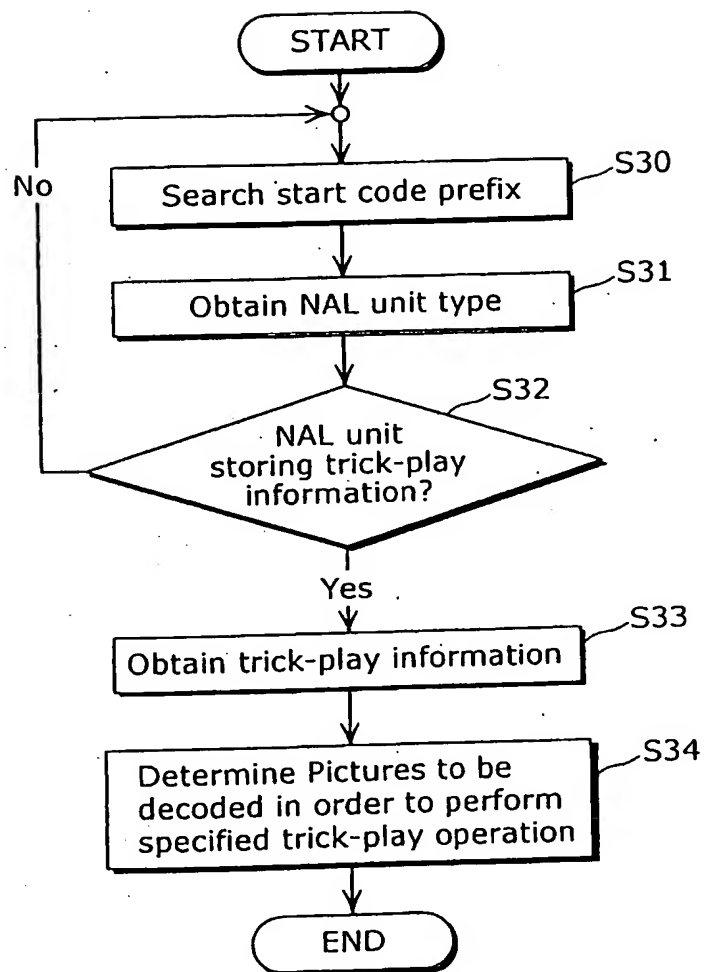 START
No
S30
Search start code prefix
S31
Obtain NAL unit type
S32
NAL unit
storing trick-play
information?
Yes
S33
Obtain trick-play information
S34
Determine Pictures to be
decoded in order to perform
specified trick-play operation
END